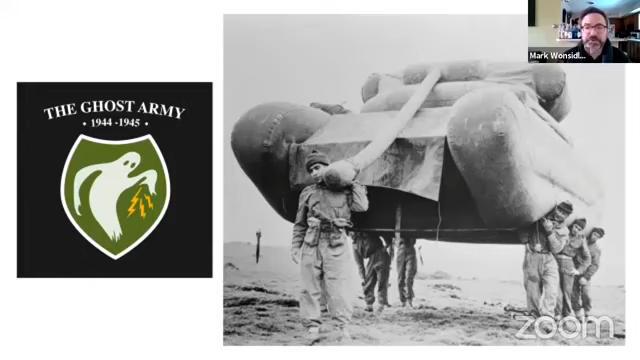 THE GHOST ARMY
• 1944 -1945 •
Mark Wonsidl...
zoom